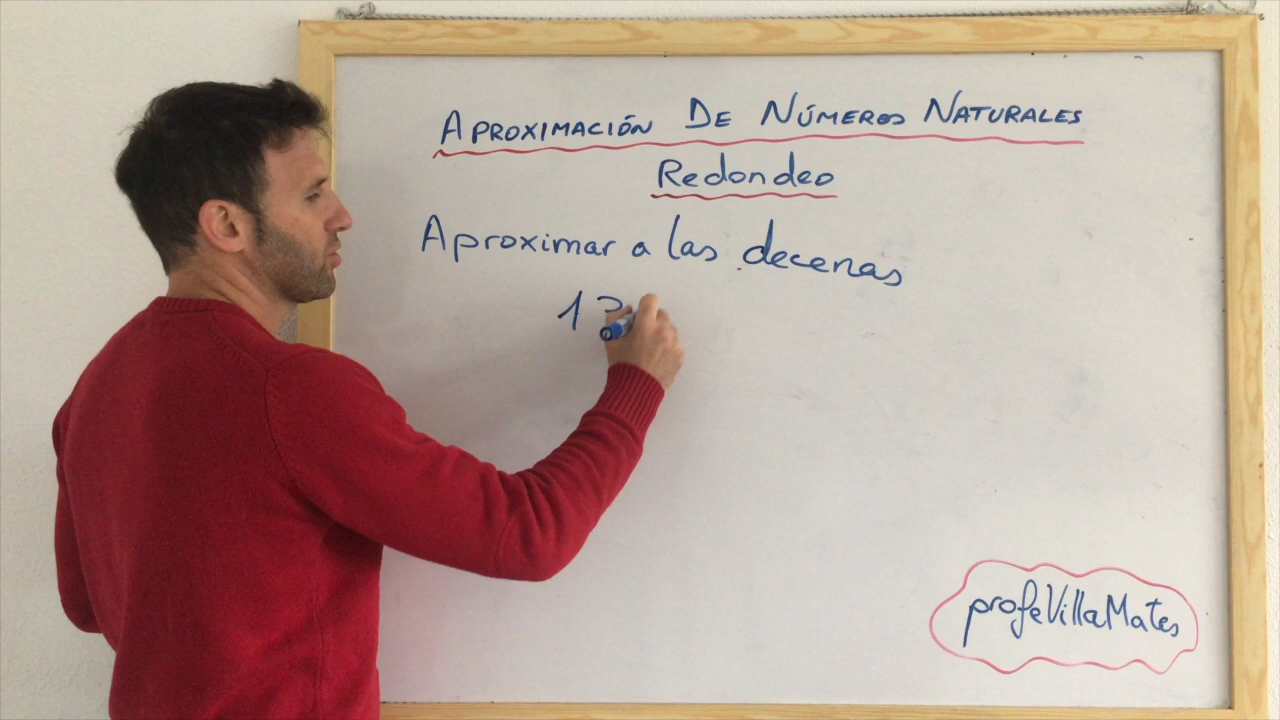 APROXIMACIÓN DE NÚMEROS NATURALES
Redondeo
Aproximar a las decenas
1
profeVillaMates